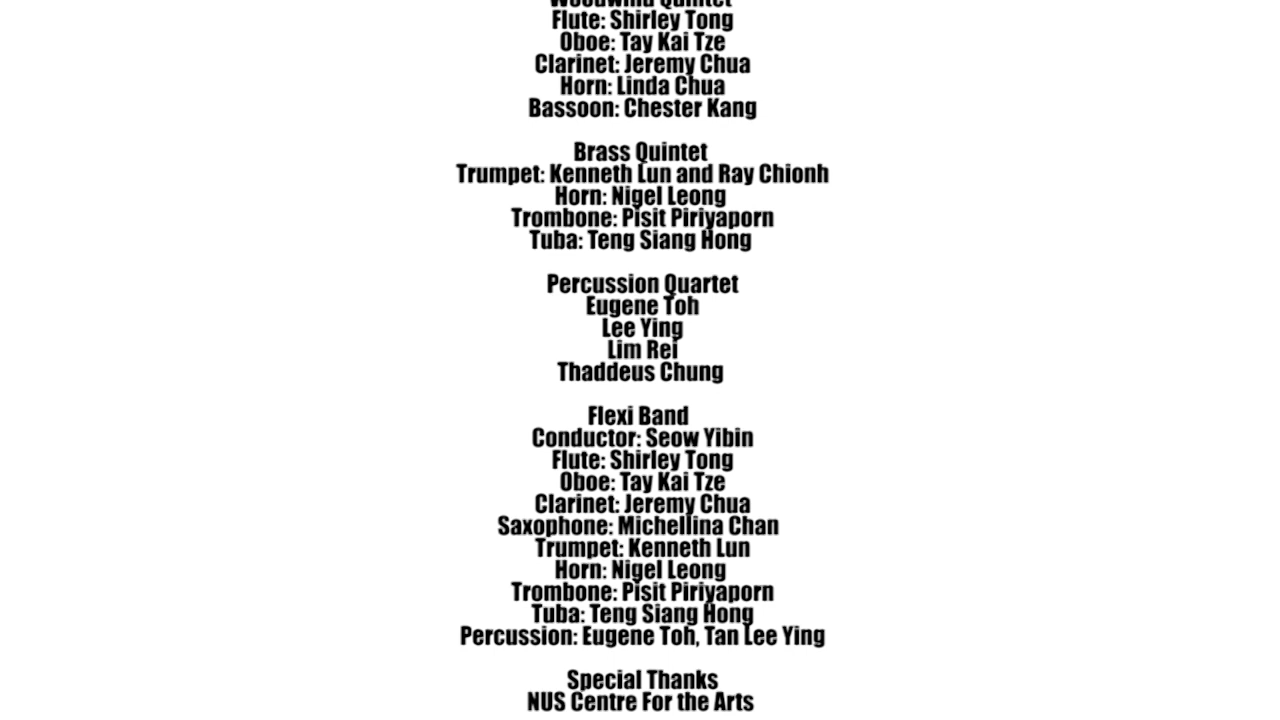 Woodwind Quintet
Flute: Shirley Tong
Oboe: Tay Kai Tze
Clarinet: Jeremy Chua
Horn: Linda Chua
Bassoon: Chester Kang
Brass Quintet
Trumpet: Kenneth Lun and Ray Chionh
Horn: Nigel Leong
Trombone: Pisit Piriyaporn
Tuba: Teng Siang Hong
Percussion Quartet
Eugene Toh
Lee Ying
Lim Rei
Thaddeus Chung
Flexi Band
Conductor: Seow Yibin
Flute: Shirley Tong
Oboe: Tay Kai Tze
Clarinet: Jeremy Chua
Saxophone: Michellina Chan
Trumpet: Kenneth Lun
Horn: Nigel Leong
Trombone: Pisit Piriyaporn
Tuba: Teng Siang Hong
Percussion: Eugene Toh, Tan Lee Ying
Special Thanks
NUS Centre For the Arts